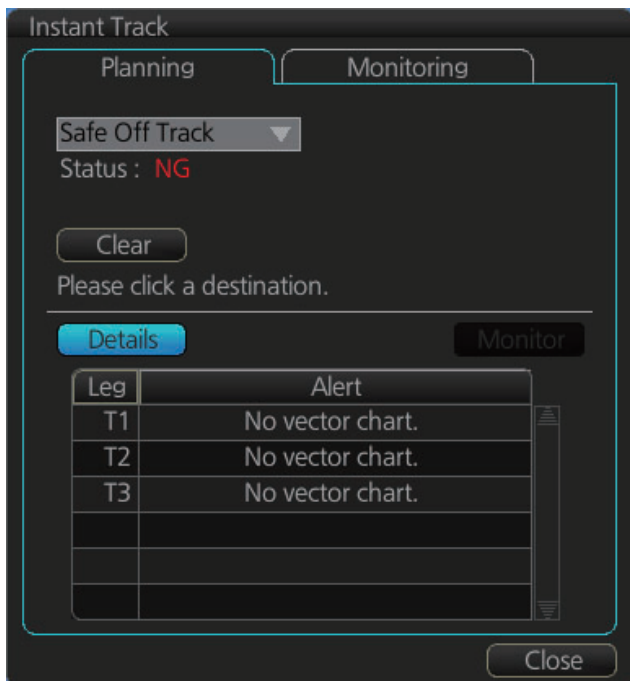 Instant Track
Planning Monitoring
Safe Off Track
Status : NG
Clear
Please click a destination.
Details Monitor
Leg Alert
T1 No vector chart.
T2 No vector chart.
T3 No vector chart.
Close